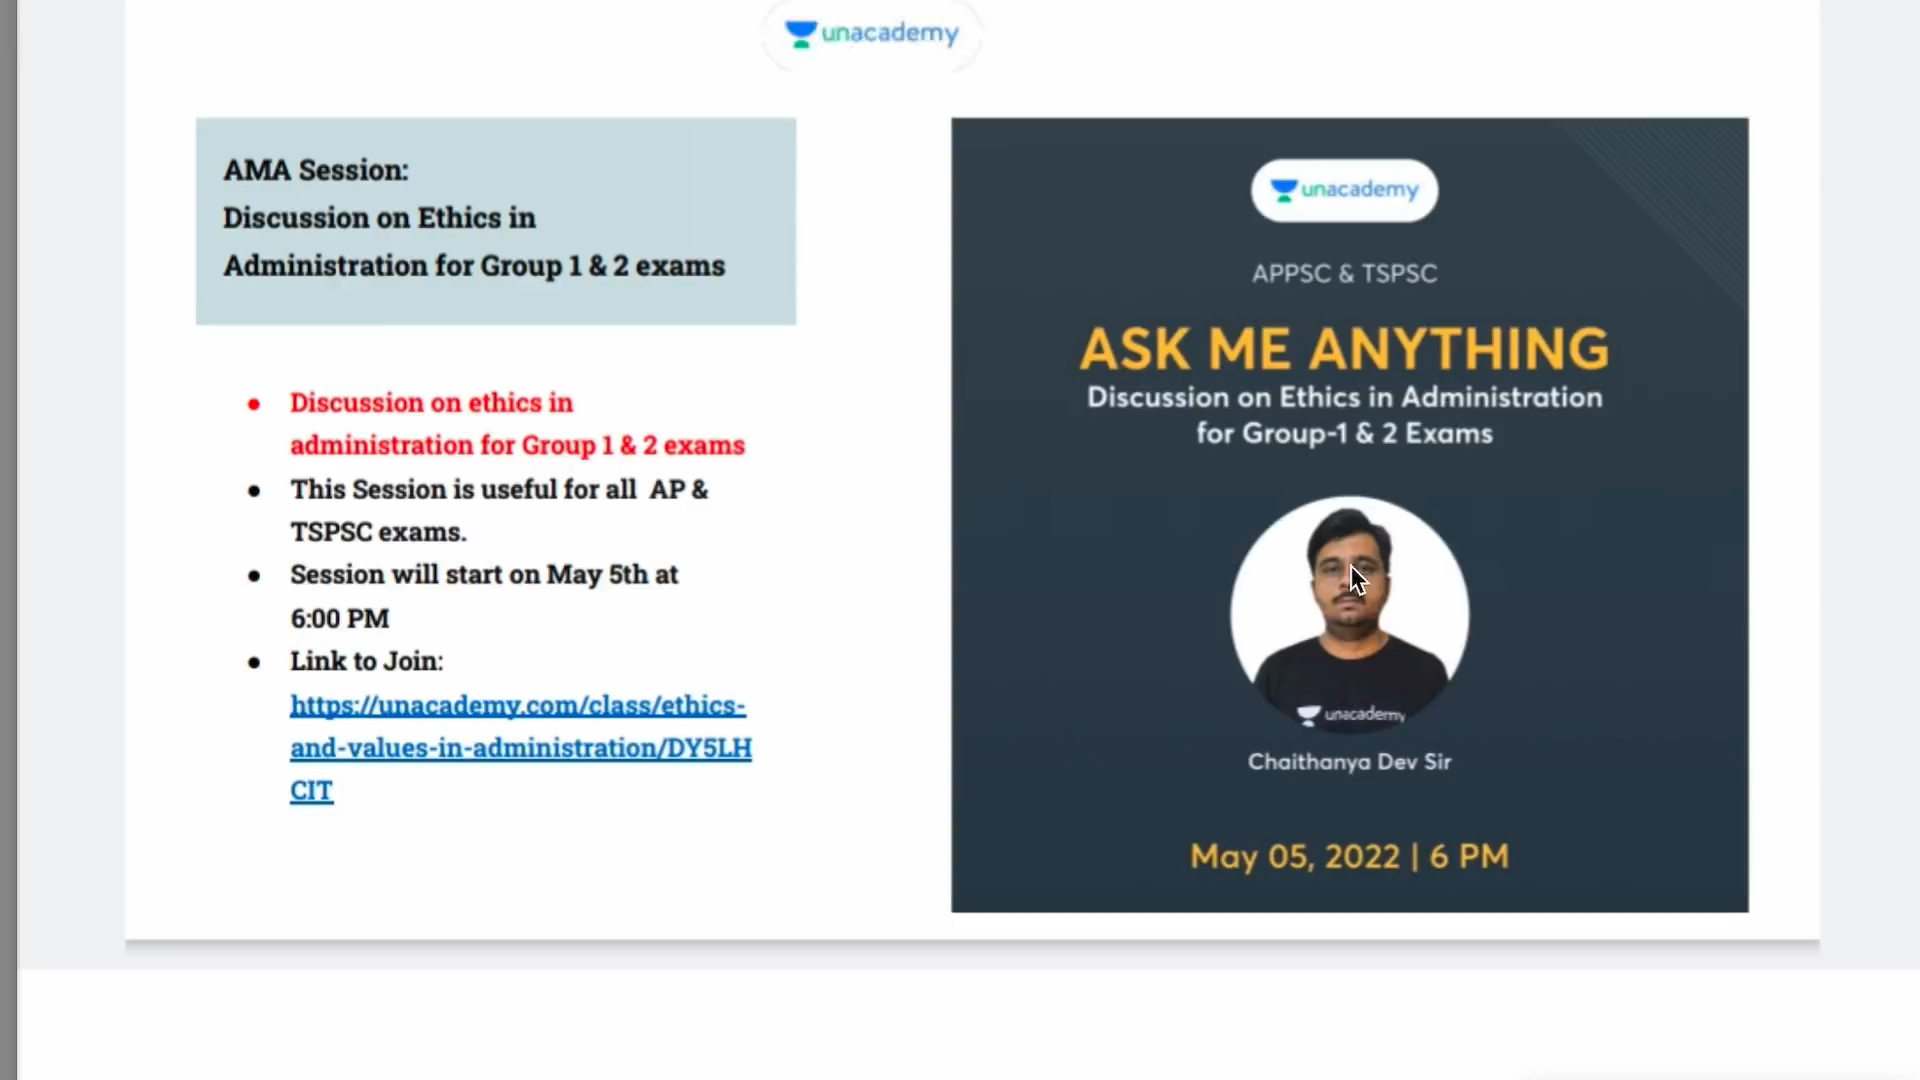 unacademy
AMA Session:
Discussion on Ethics in
Administration for Group 1 & 2 exams
● Discussion on ethics in
administration for Group 1 & 2 exams
● This Session is useful for all AP &
TSPSC exams.
● Session will start on May 5th at
6:00 PM
● Link to Join:
https://unacademy.com/class/ethics-
and-values-in-administration/DY5LH
CIT
unacademy
APPSC & TSPSC
ASK ME ANYTHING
Discussion on Ethics in Administration
for Group-1 & 2 Exams
unacademy
Chaithanya Dev Sir
May 05, 2022 | 6 PM